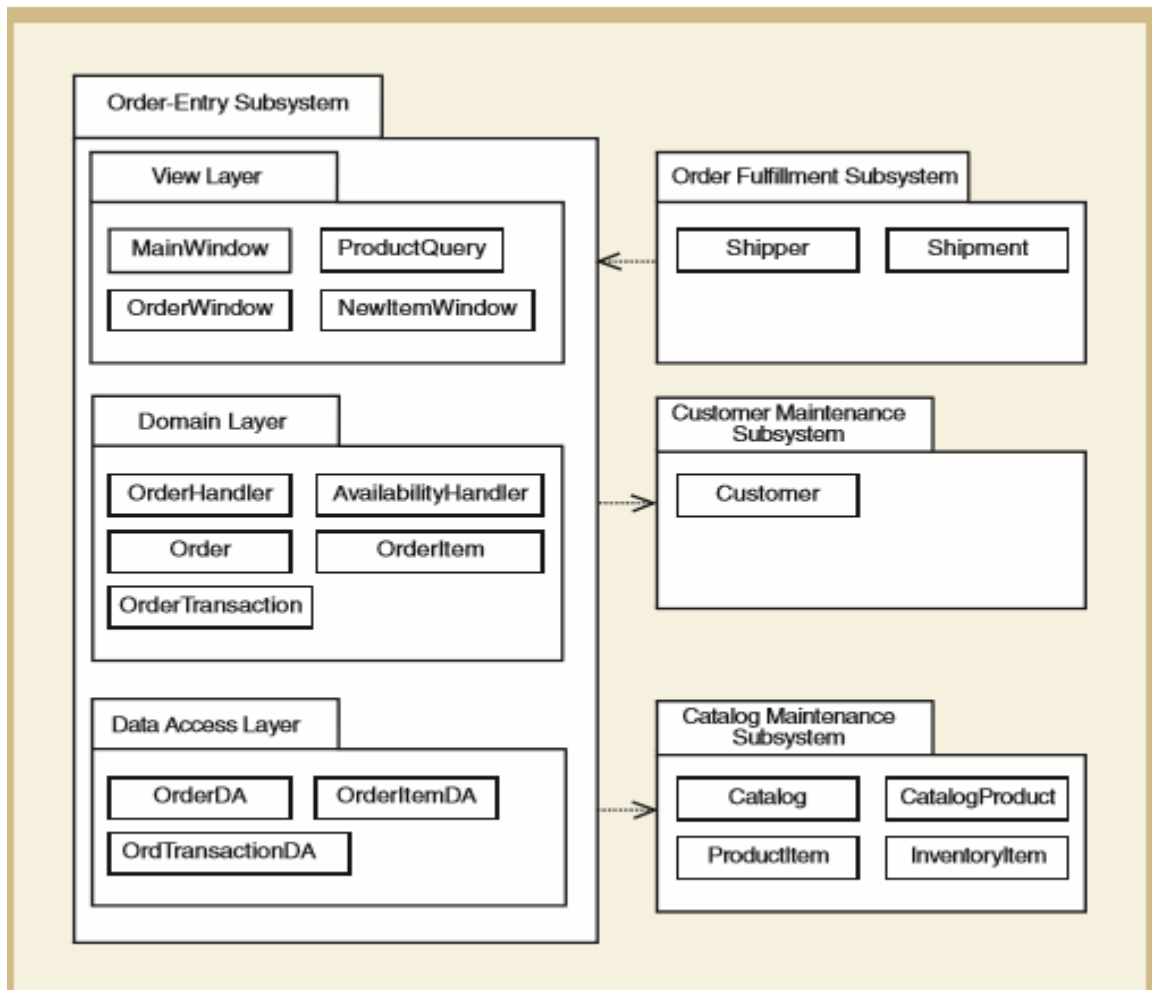 Order-Entry Subsystem
View Layer
MainWindow
ProductQuery
OrderWindow
NewItemWindow
Domain Layer
OrderHandler
AvailabilityHandler
Order
OrderItem
OrderTransaction
Data Access Layer
OrderDA
OrderItemDA
OrdTransactionDA
Order Fulfillment Subsystem
Shipper
Shipment
Customer Maintenance
Subsystem
Customer
Catalog Maintenance
Subsystem
Catalog
CatalogProduct
ProductItem
InventoryItem